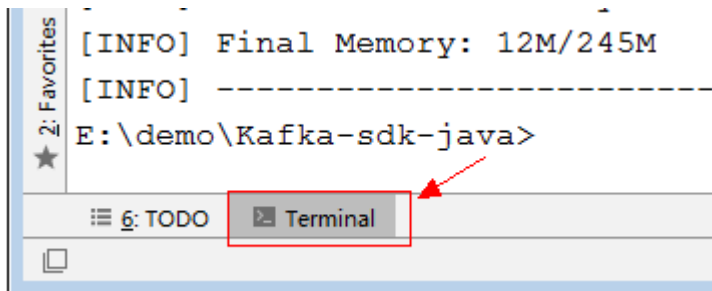 [INFO] Final Memory: 12M/245M
[INFO] -------------------------
E:\demo\Kafka-sdk-java>
2: Favorites
6: TODO
Terminal